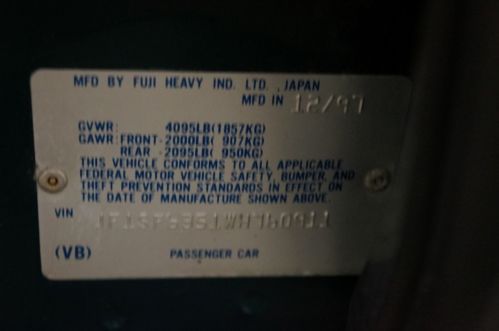 MFD BY FUJI HEAVY IND. LTD., JAPAN
MFD IN 12/97
GVWR: 4095LB(1857KG)
GAWR: FRONT-2000LB( 907KG)
REAR -2095LB( 950KG)
THIS VEHICLE CONFORMS TO ALL APPLICABLE
FEDERAL MOTOR VEHICLE SAFETY, BUMPER, AND
THEFT PREVENTION STANDARDS IN EFFECT ON
THE DATE OF MANUFACTURE SHOWN ABOVE.
VIN
(VB) PASSENGER CAR